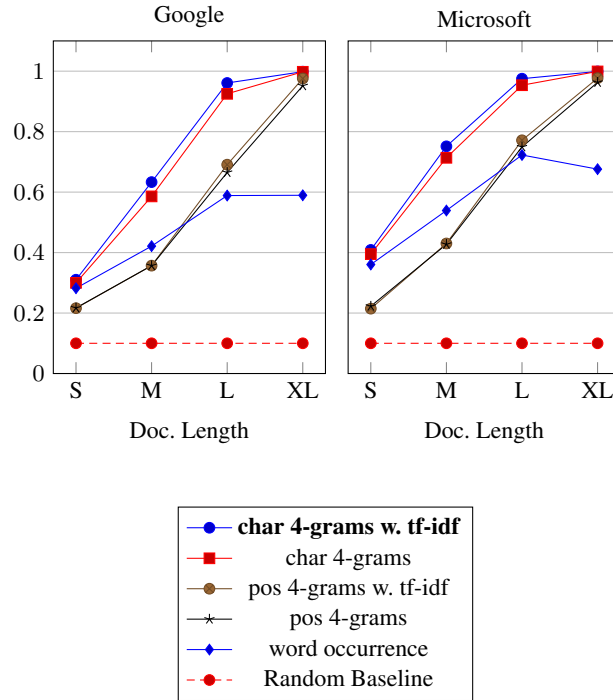 Google Microsoft
1
0.8
0.6
0.4
0.2
0
S M L XL S M L XL
Doc. Length Doc. Length
char 4-grams w. tf-idf
char 4-grams
pos 4-grams w. tf-idf
pos 4-grams
word occurrence
Random Baseline